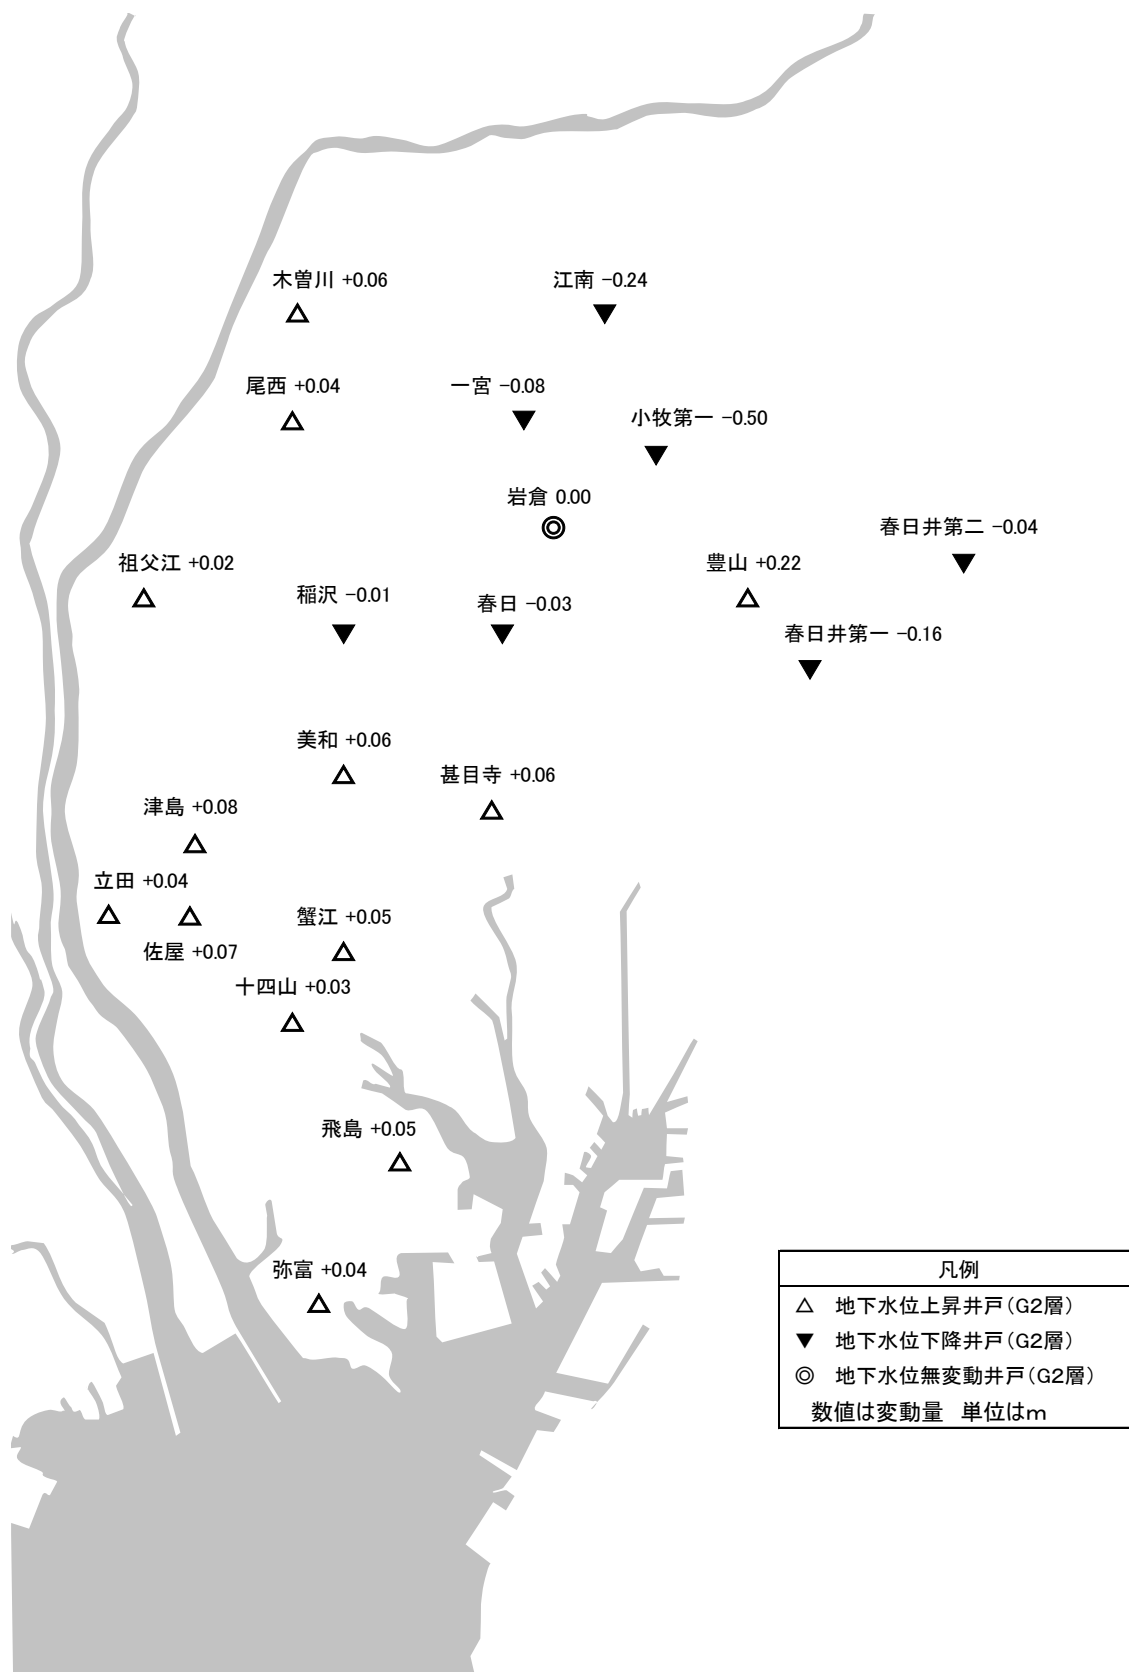 木曽川 +0.06
江南 −0.24
尾西 +0.04
一宮 −0.08
小牧第一 −0.50
岩倉 0.00
春日井第二 −0.04
祖父江 +0.02
豊山 +0.22
稲沢 −0.01
春日 −0.03
春日井第一 −0.16
美和 +0.06
甚目寺 +0.06
津島 +0.08
立田 +0.04
蟹江 +0.05
佐屋 +0.07
十四山 +0.03
飛島 +0.05
弥富 +0.04
凡例
△ 地下水位上昇井戸(G2層)
▼ 地下水位下降井戸(G2層)
◎ 地下水位無変動井戸(G2層)
数値は変動量 単位はm